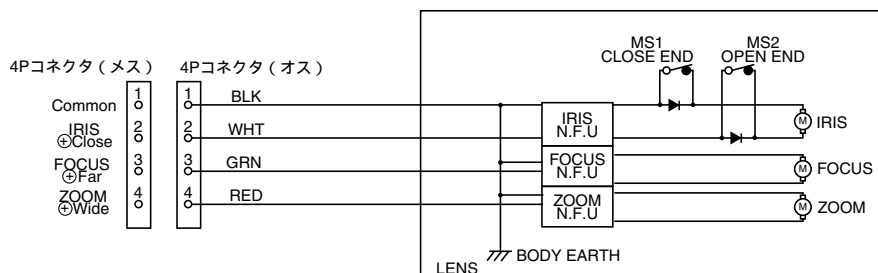 MS1
CLOSE END
MS2
OPEN END
4Pコネクタ（メス）
4Pコネクタ（オス）
Common
1
1
BLK
IRIS
⊕Close
2
2
WHT
FOCUS
⊕Far
3
3
GRN
ZOOM
⊕Wide
4
4
RED
IRIS
N.F.U
FOCUS
N.F.U
ZOOM
N.F.U
M
IRIS
M
FOCUS
M
ZOOM
BODY EARTH
LENS